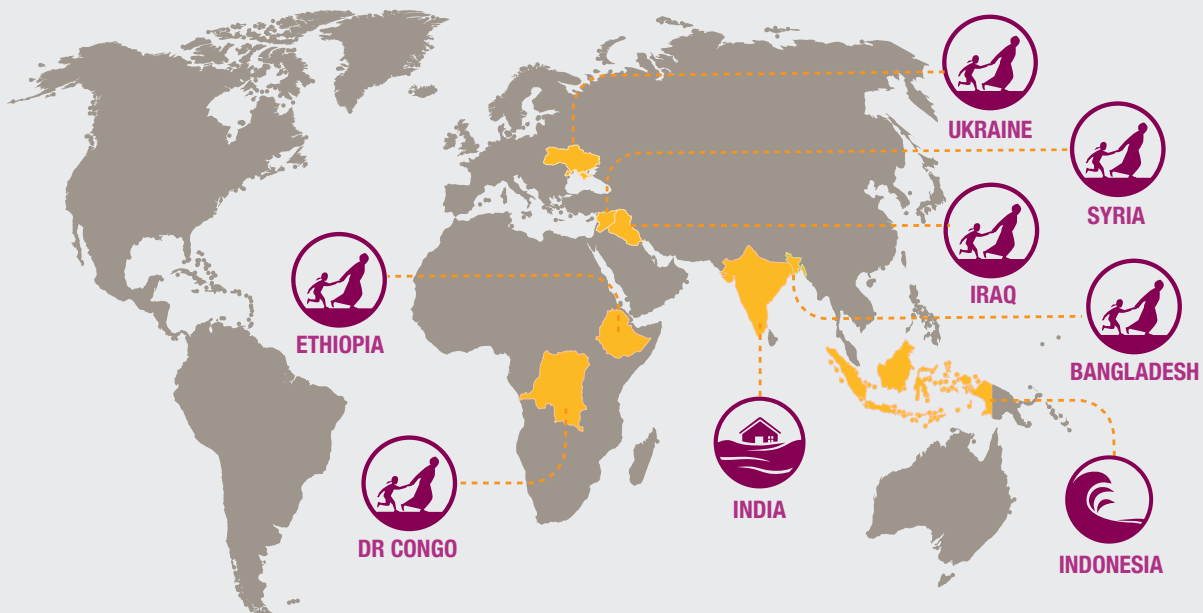 UKRAINE
SYRIA
IRAQ
ETHIOPIA
BANGLADESH
INDIA
DR CONGO
INDONESIA